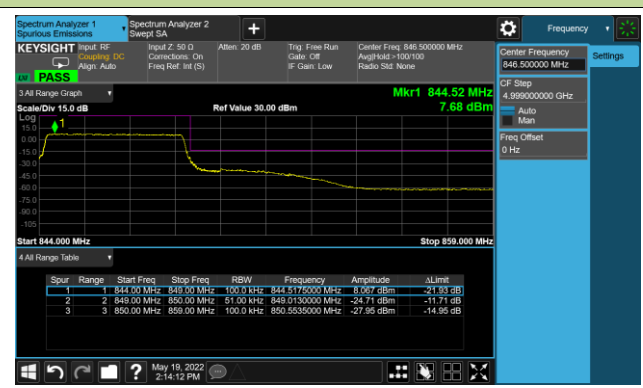 Spectrum Analyzer 1
Spurious Emissions
Spectrum Analyzer 2
Swept SA
+
Frequency
KEYSIGHT
Input: RF
Coupling: DC
Align: Auto
Input Z: 50 Ω
Corrections: On
Freq Ref: Int (S)
Atten: 20 dB
Trig: Free Run
Gate: Off
IF Gain: Low
Center Freq: 846.500000 MHz
Avg|Hold:>100/100
Radio Std: None
LXI
PASS
3 All Range Graph
Mkr1 844.52 MHz
Scale/Div 15.0 dB
Ref Value 30.00 dBm
7.68 dBm
Log
1
15.0
0.00
-15.0
-30.0
-45.0
-60.0
-75.0
-90.0
-105
Start 844.000 MHz
Stop 859.000 MHz
4 All Range Table
Spur Range Start Freq Stop Freq RBW Frequency Amplitude ΔLimit
1 1 844.00 MHz 849.00 MHz 100.0 kHz 844.5175000 MHz 8.067 dBm -21.93 dB
2 2 849.00 MHz 850.00 MHz 51.00 kHz 849.0130000 MHz -24.71 dBm -11.71 dB
3 3 850.00 MHz 859.00 MHz 100.0 kHz 850.5535000 MHz -27.95 dBm -14.95 dB
Center Frequency
846.500000 MHz
Settings
CF Step
4.999000000 GHz
Auto
Man
Freq Offset
0 Hz
?
May 19, 2022
2:14:12 PM